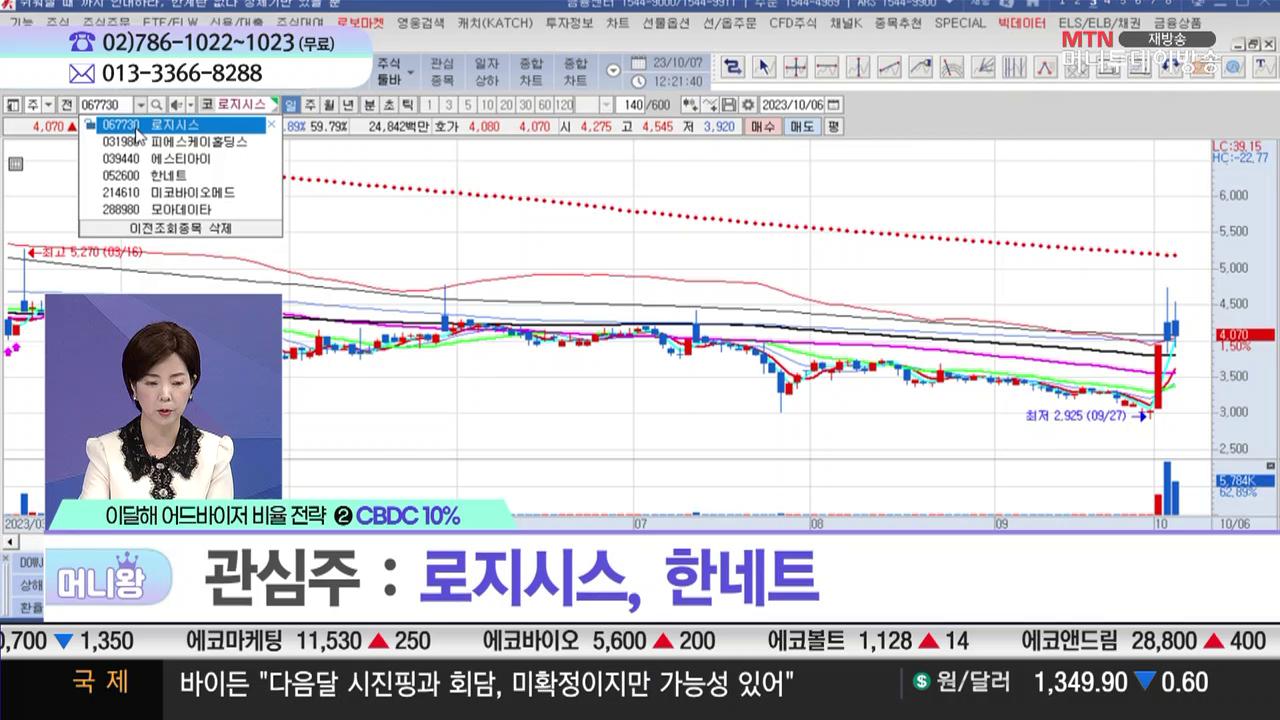 기능 주식 주식주문 ETF/ELW 신용/대출 주식매매 로보마켓 영웅검색 캐치(KATCH) 투자정보 차트 선물옵션 선/옵주문 CFD주식 채널K 종목추천 SPECIAL 빅데이터 ELS/ELB/채권 금융상품
02)786-1022~1023 (무료)
013-3366-8288
MTN 재방송
머니투데이방송
주식 관심 일자 종합 종합 23/10/07
툴바 종목 상하 차트 차트 12:21:40
주 전 067730 코 로지시스 일 주 월 년 분 초 틱 1 3 5 10 20 30 60 120 140 /600 2023/10/06
4,070 59.79% 24,842백만 호가 4,080 4,070 시 4,275 고 4,545 저 3,920 매수 매도 평
067730 로지시스
031980 피에스케이홀딩스
039440 에스티아이
052600 한네트
214610 미코바이오메드
288980 모아데이타
이전조회종목 삭제
LC:39.15
HC:-22.77
6,000
5,500
5,000
4,500
4,070
1.50%
3,500
3,000
2,500
최고 5,270 (03/16)
최저 2,925 (09/27)
5,784K
62.89%
07 08 09 10 10/06
이달해 어드바이저 비율 전략 ❷ CBDC 10%
머니왕
관심주 : 로지시스, 한네트
상해
환율
0,700 ▼ 1,350 에코마케팅 11,530 ▲ 250 에코바이오 5,600 ▲ 200 에코볼트 1,128 ▲ 14 에코앤드림 28,800 ▲ 400
국 제 바이든 "다음달 시진핑과 회담, 미확정이지만 가능성 있어" $ 원/달러 1,349.90 ▼ 0.60